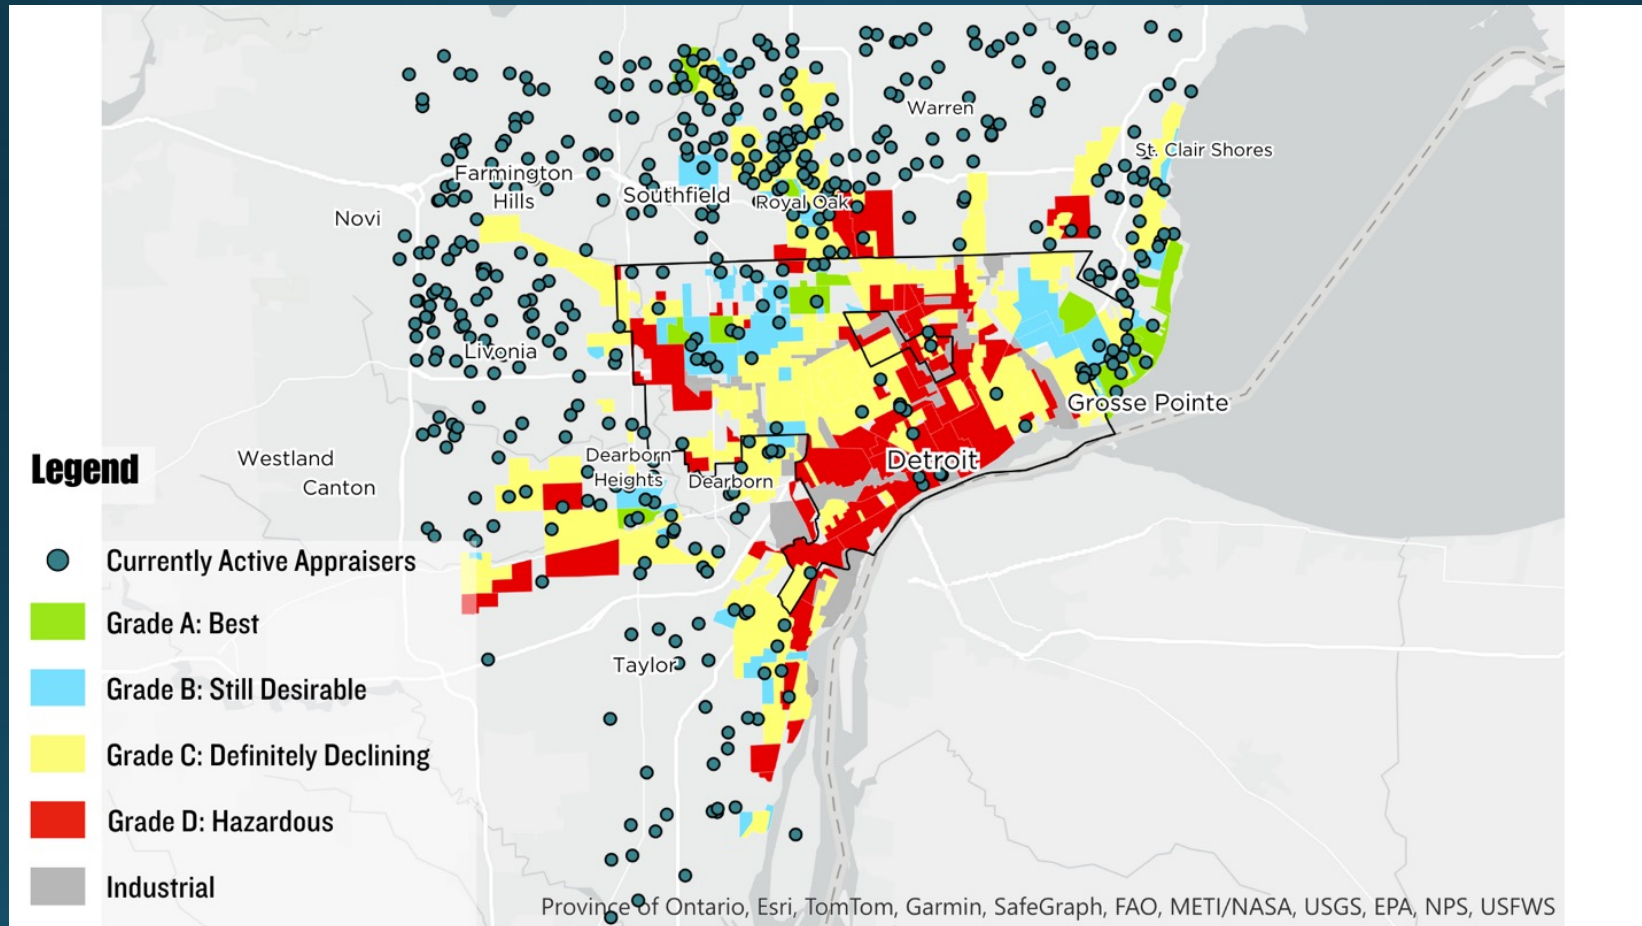 Warren
St. Clair Shores
Farmington
Hills
Southfield
Royal Oak
Novi
Livonia
Grosse Pointe
Legend
Westland
Canton
Dearborn
Heights
Dearborn
Detroit
Currently Active Appraisers
Grade A: Best
Taylor
Grade B: Still Desirable
Grade C: Definitely Declining
Grade D: Hazardous
Industrial
Province of Ontario, Esri, TomTom, Garmin, SafeGraph, FAO, METI/NASA, USGS, EPA, NPS, USFWS